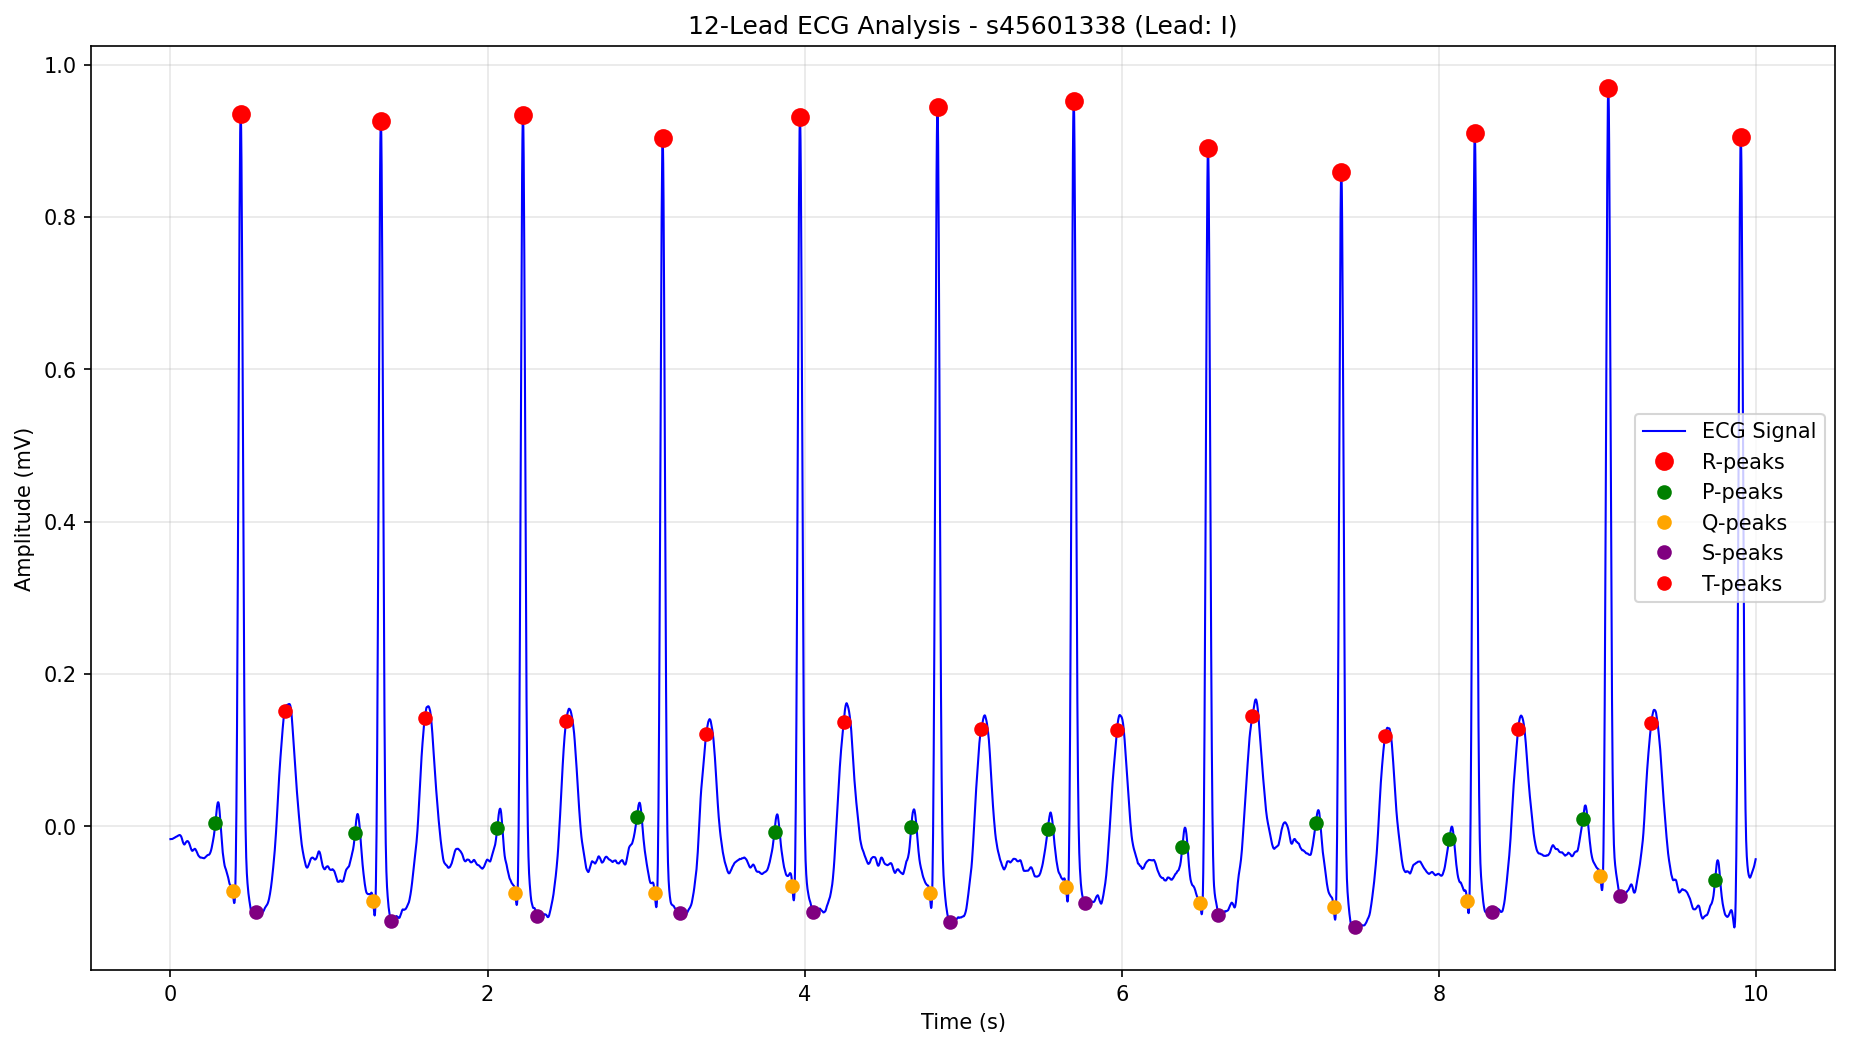 12-Lead ECG Analysis - s45601338 (Lead: I)
Amplitude (mV)
1.0
0.8
0.6
0.4
0.2
0.0
ECG Signal
R-peaks
P-peaks
Q-peaks
S-peaks
T-peaks
0 2 4 6 8 10
Time (s)